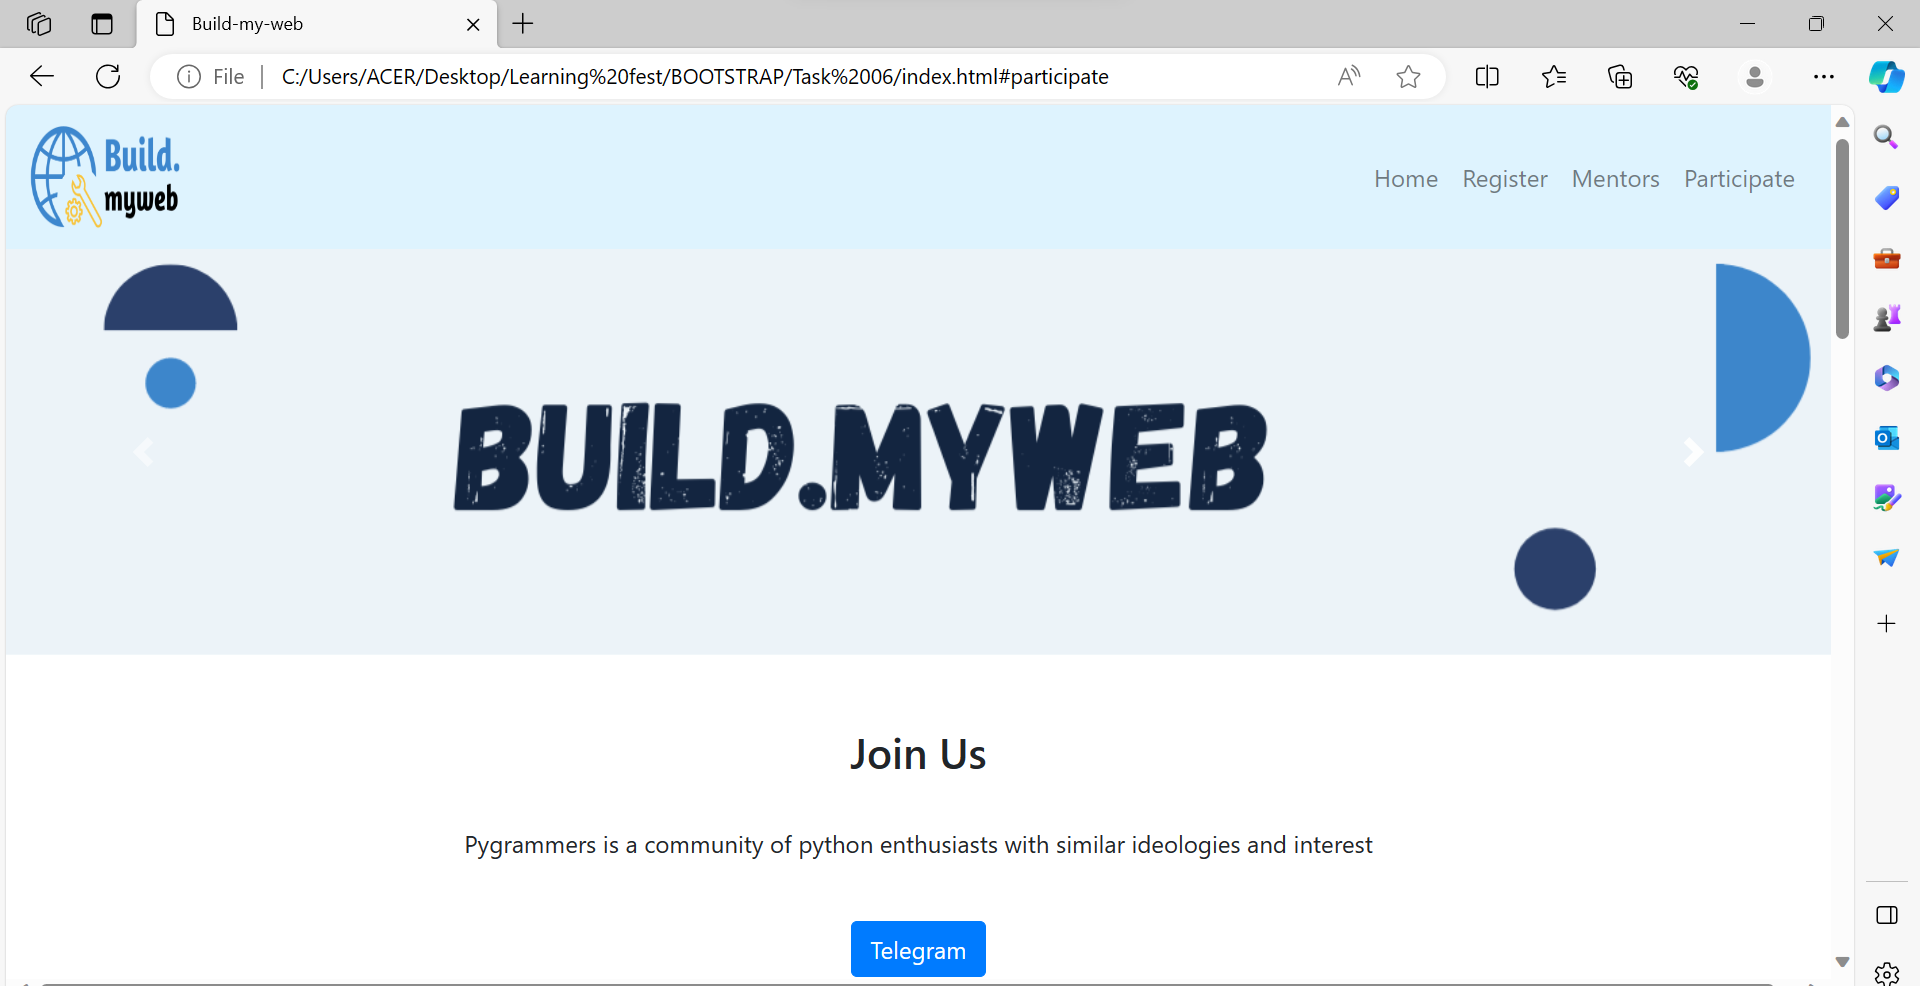 Build-my-web
File
C:/Users/ACER/Desktop/Learning%20fest/BOOTSTRAP/Task%2006/index.html#participate
Build.
myweb
Home Register Mentors Participate
BUILD.MYWEB
Join Us
Pygrammers is a community of python enthusiasts with similar ideologies and interest
Telegram